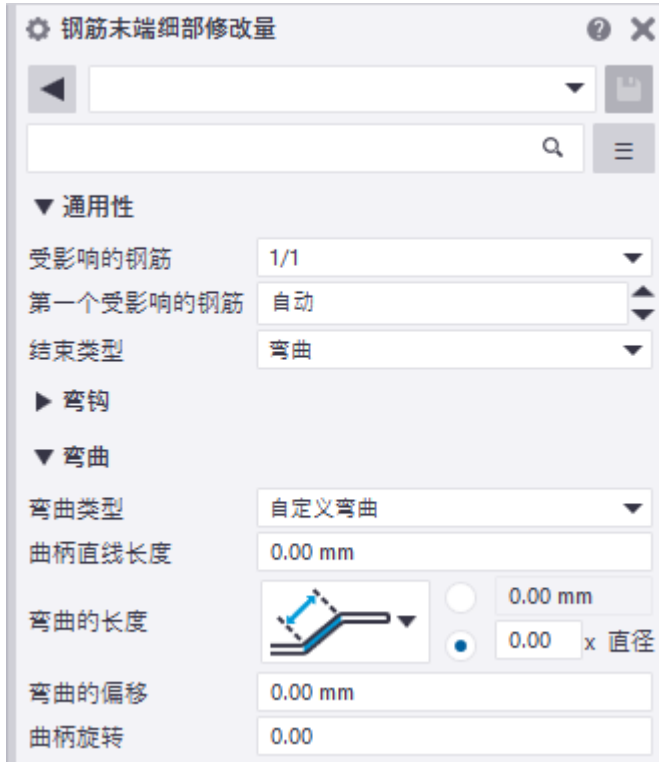 钢筋末端细部修改量
通用性
受影响的钢筋 1/1
第一个受影响的钢筋 自动
结束类型 弯曲
弯钩
弯曲
弯曲类型 自定义弯曲
曲柄直线长度 0.00 mm
弯曲的长度 0.00 mm
0.00 x 直径
弯曲的偏移 0.00 mm
曲柄旋转 0.00